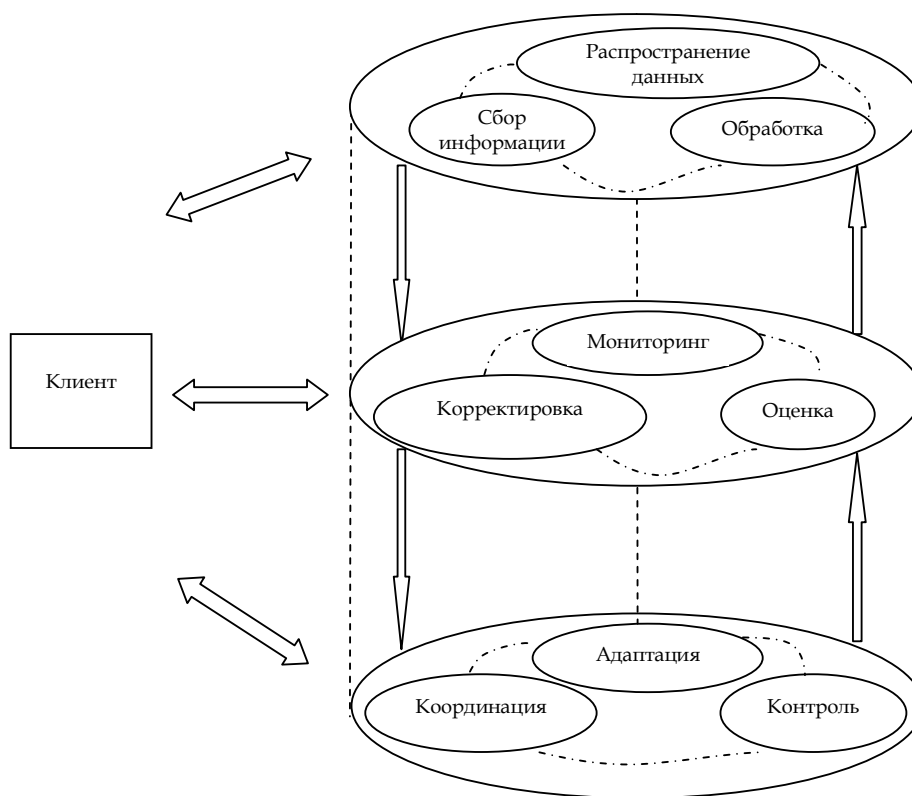 Распространение
данных
Сбор
информации
Обработка
Мониторинг
Клиент
Корректировка
Оценка
Адаптация
Координация
Контроль